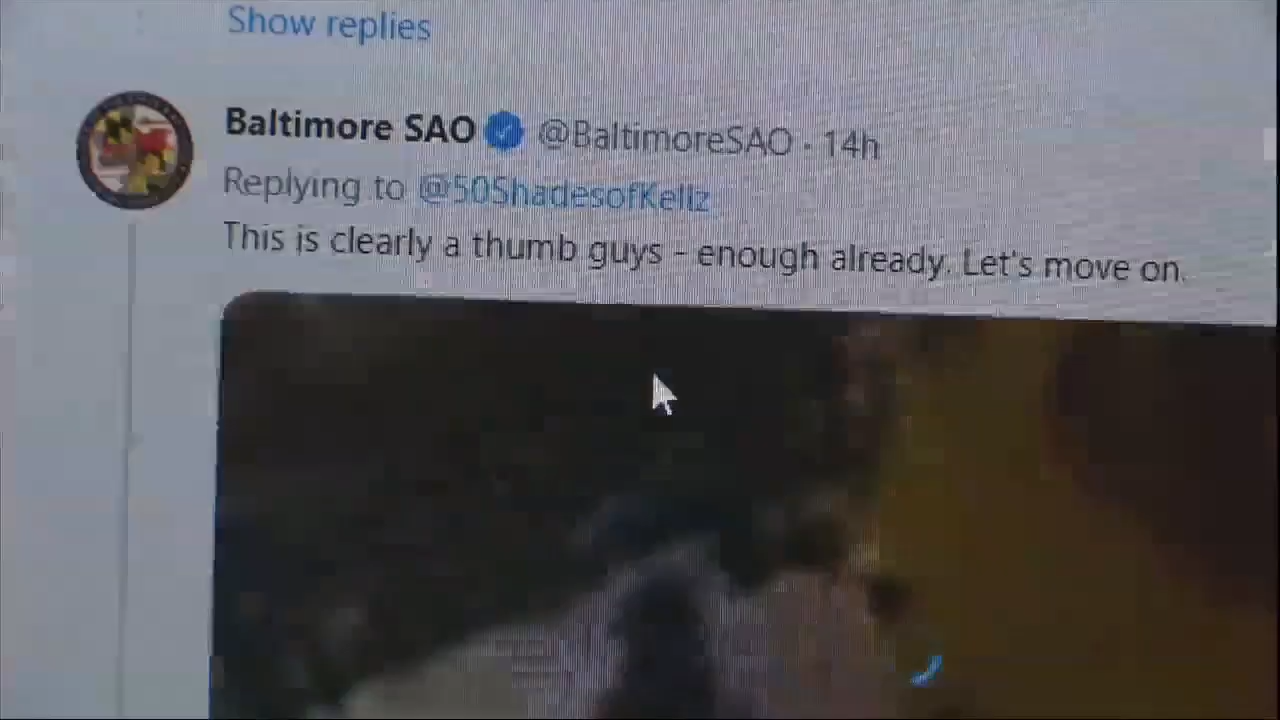 Show replies
Baltimore SAO @BaltimoreSAO · 14h
Replying to @50ShadesofKellz
This is clearly a thumb guys - enough already. Let's move on.